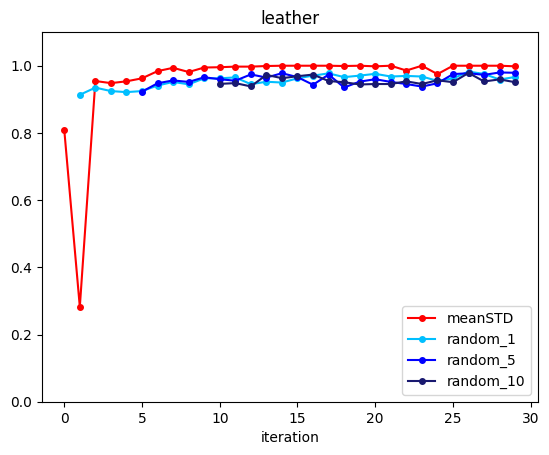 leather
1.0
0.8
0.6
0.4
0.2
0.0
0 5 10 15 20 25 30
iteration
meanSTD
random_1
random_5
random_10